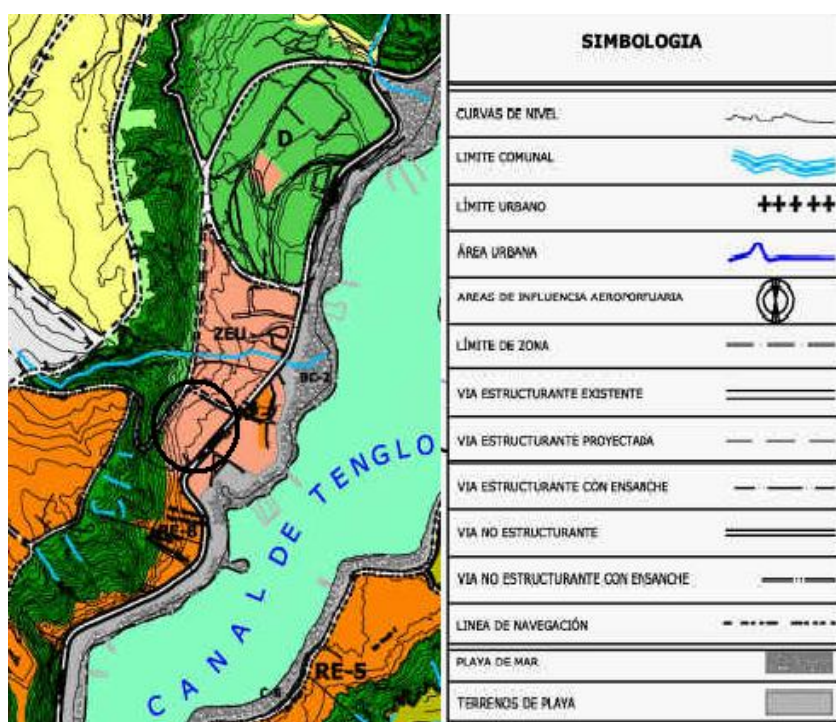 D
ZEU
BC-2
RE-8
CANAL DE TENGLO
RE-5
SIMBOLOGIA
CURVAS DE NIVEL
LIMITE COMUNAL
LÍMITE URBANO
ÁREA URBANA
AREAS DE INFLUENCIA AEROPORTUARIA
LÍMITE DE ZONA
VIA ESTRUCTURANTE EXISTENTE
VIA ESTRUCTURANTE PROYECTADA
VIA ESTRUCTURANTE CON ENSANCHE
VIA NO ESTRUCTURANTE
VIA NO ESTRUCTURANTE CON ENSANCHE
LINEA DE NAVEGACIÓN
PLAYA DE MAR
TERRENOS DE PLAYA